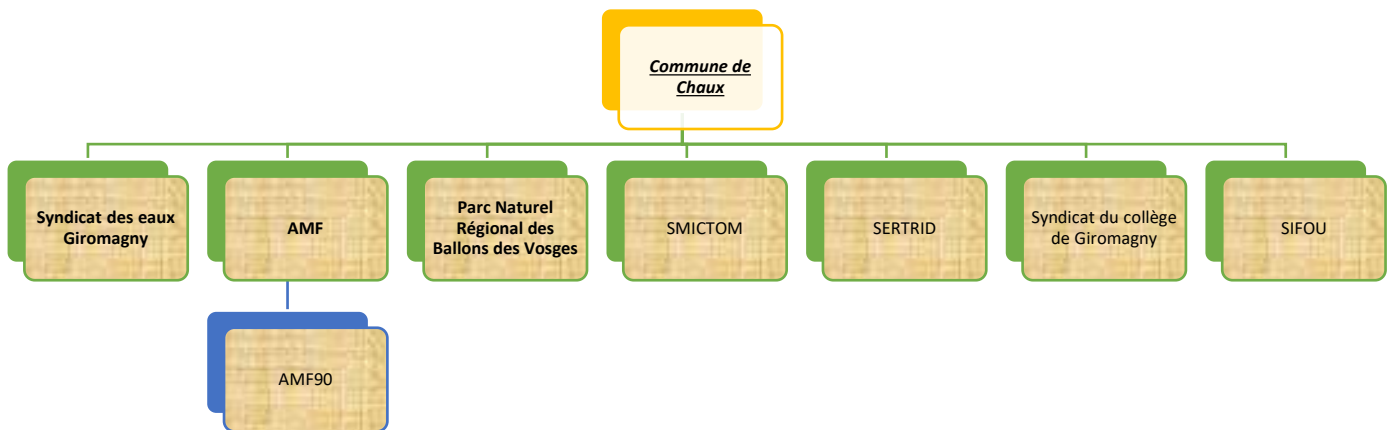 Commune de
Chaux
Syndicat des eaux
Giromagny
AMF
Parc Naturel
Régional des
Ballons des Vosges
SMICTOM
SERTRID
Syndicat du collège
de Giromagny
SIFOU
AMF90